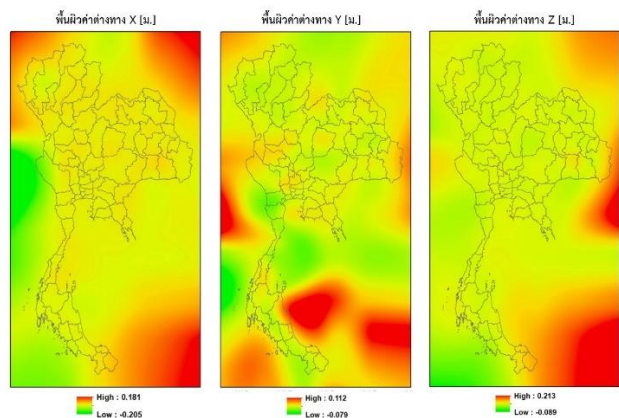 พื้นผิวค่าต่างทาง X [ม.]
พื้นผิวค่าต่างทาง Y [ม.]
พื้นผิวค่าต่างทาง Z [ม.]
High : 0.181
Low : -0.205
High : 0.112
Low : -0.079
High : 0.213
Low : -0.089